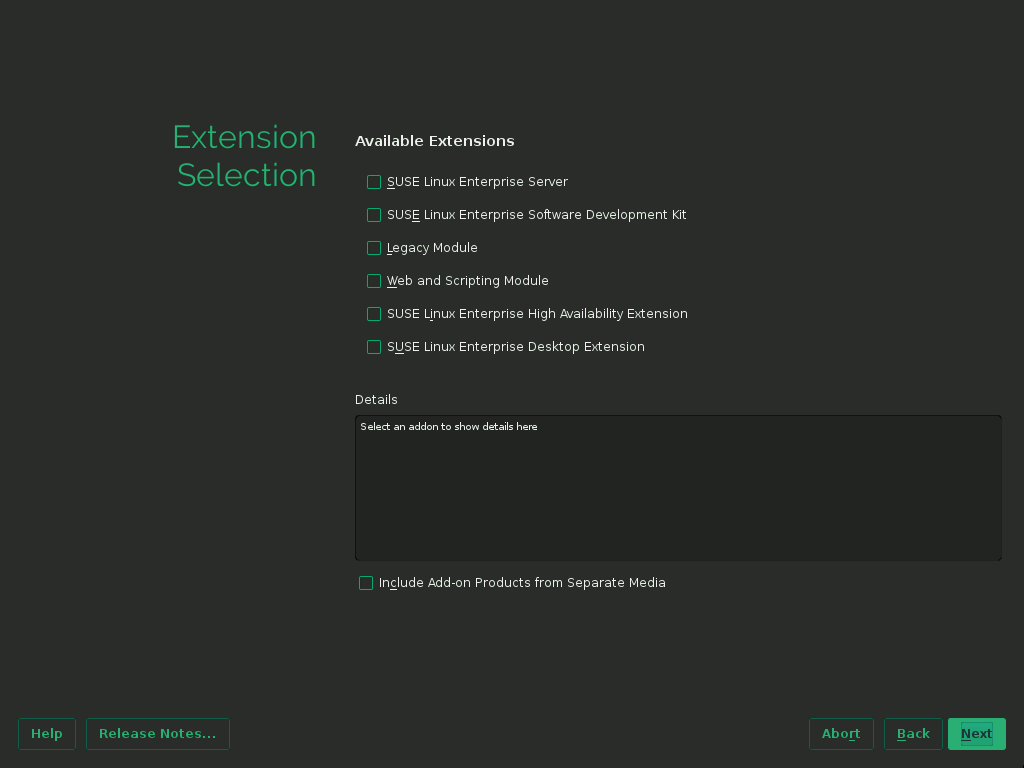 Extension
Selection
Available Extensions
SUSE Linux Enterprise Server
SUSE Linux Enterprise Software Development Kit
Legacy Module
Web and Scripting Module
SUSE Linux Enterprise High Availability Extension
SUSE Linux Enterprise Desktop Extension
Details
Select an addon to show details here
Include Add-on Products from Separate Media
Help
Release Notes...
Abort
Back
Next